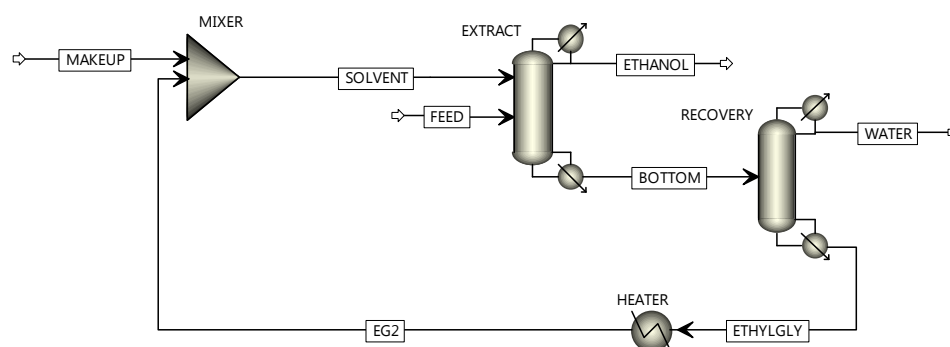 MIXER
EXTRACT
MAKEUP
ETHANOL
SOLVENT
FEED
RECOVERY
WATER
BOTTOM
HEATER
EG2
ETHYLGLY